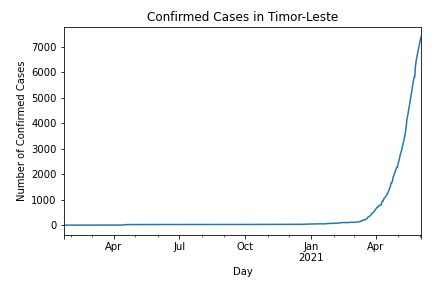 Confirmed Cases in Timor-Leste
Number of Confirmed Cases
7000
6000
5000
4000
3000
2000
1000
0
Apr
Jul
Oct
Jan
2021
Apr
Day